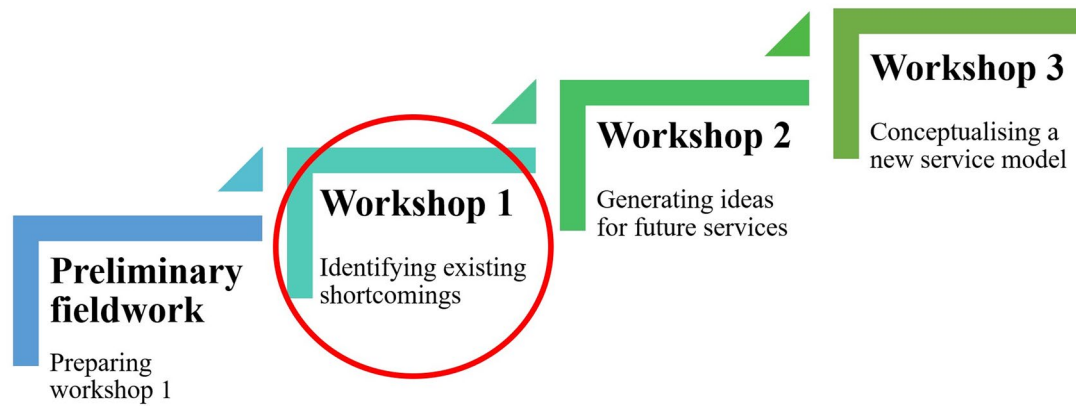 Preliminary
fieldwork
Preparing
workshop 1
Workshop 1
Identifying existing
shortcomings
Workshop 2
Generating ideas
for future services
Workshop 3
Conceptualising a
new service model